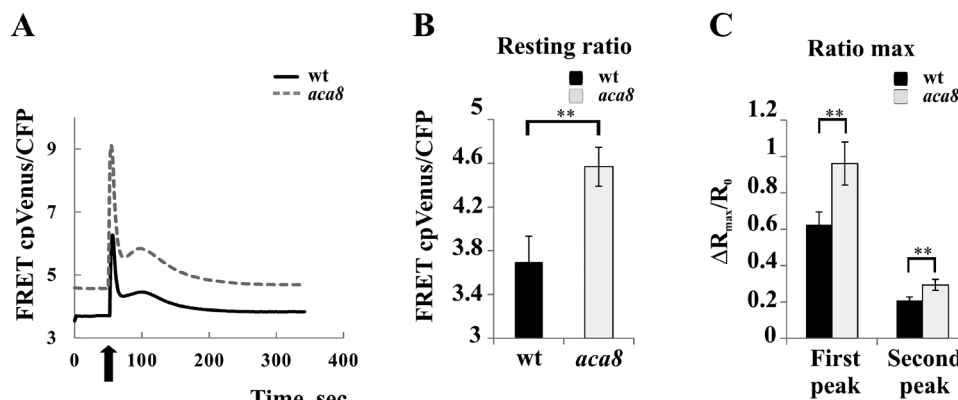 A
wt
aca8
FRET cpVenus/CFP
9
7
5
3
0
100
200
300
400
Time, sec
B
Resting ratio
wt
aca8
FRET cpVenus/CFP
5
4.6
4.2
3.8
3.4
3
**
wt
aca8
C
Ratio max
wt
aca8
ΔRmax/R0
1.2
1
0.8
0.6
0.4
0.2
0
**
**
First peak
Second peak